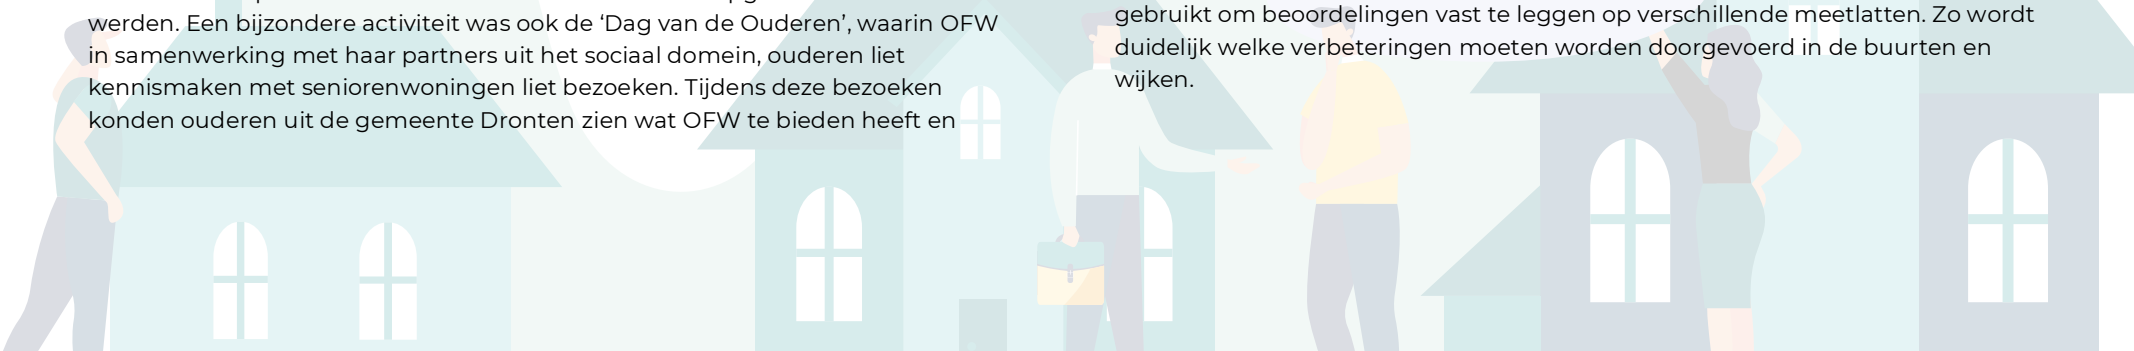 werden. Een bijzondere activiteit was ook de ‘Dag van de Ouderen’, waarin OFW
in samenwerking met haar partners uit het sociaal domein, ouderen liet
kennismaken met seniorenwoningen liet bezoeken. Tijdens deze bezoeken
konden ouderen uit de gemeente Dronten zien wat OFW te bieden heeft en
gebruikt om beoordelingen vast te leggen op verschillende meetlatten. Zo wordt
duidelijk welke verbeteringen moeten worden doorgevoerd in de buurten en
wijken.